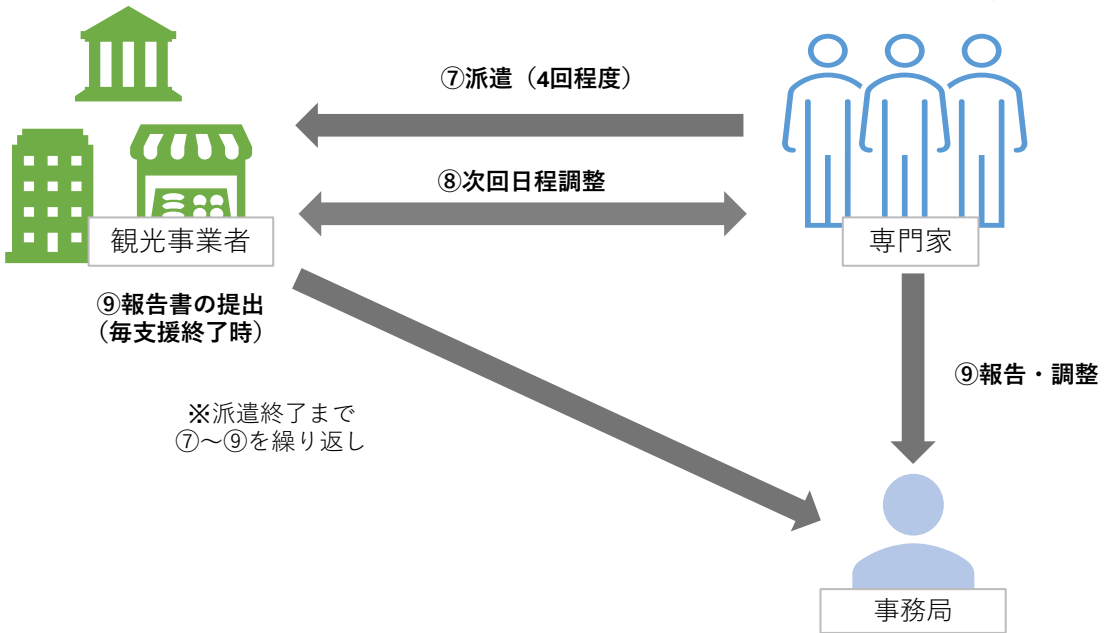 ⑦派遣（4回程度）
⑧次回日程調整
観光事業者
専門家
⑨報告書の提出
（毎支援終了時）
⑨報告・調整
※派遣終了まで
⑦～⑨を繰り返し
事務局